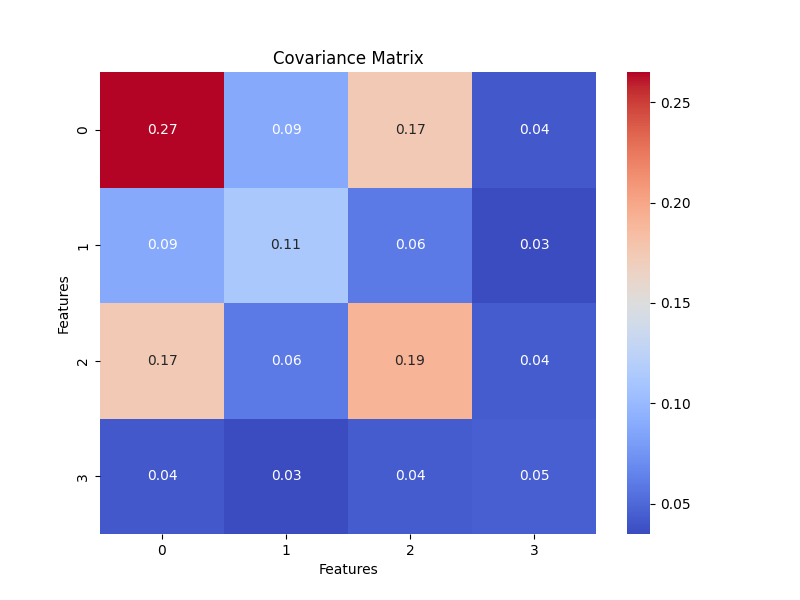 Covariance Matrix
0 0.27 0.09 0.17 0.04 0.25
1 0.09 0.11 0.06 0.03 0.20
0.15
Features
2 0.17 0.06 0.19 0.04 0.10
3 0.04 0.03 0.04 0.05 0.05
0 1 2 3
Features